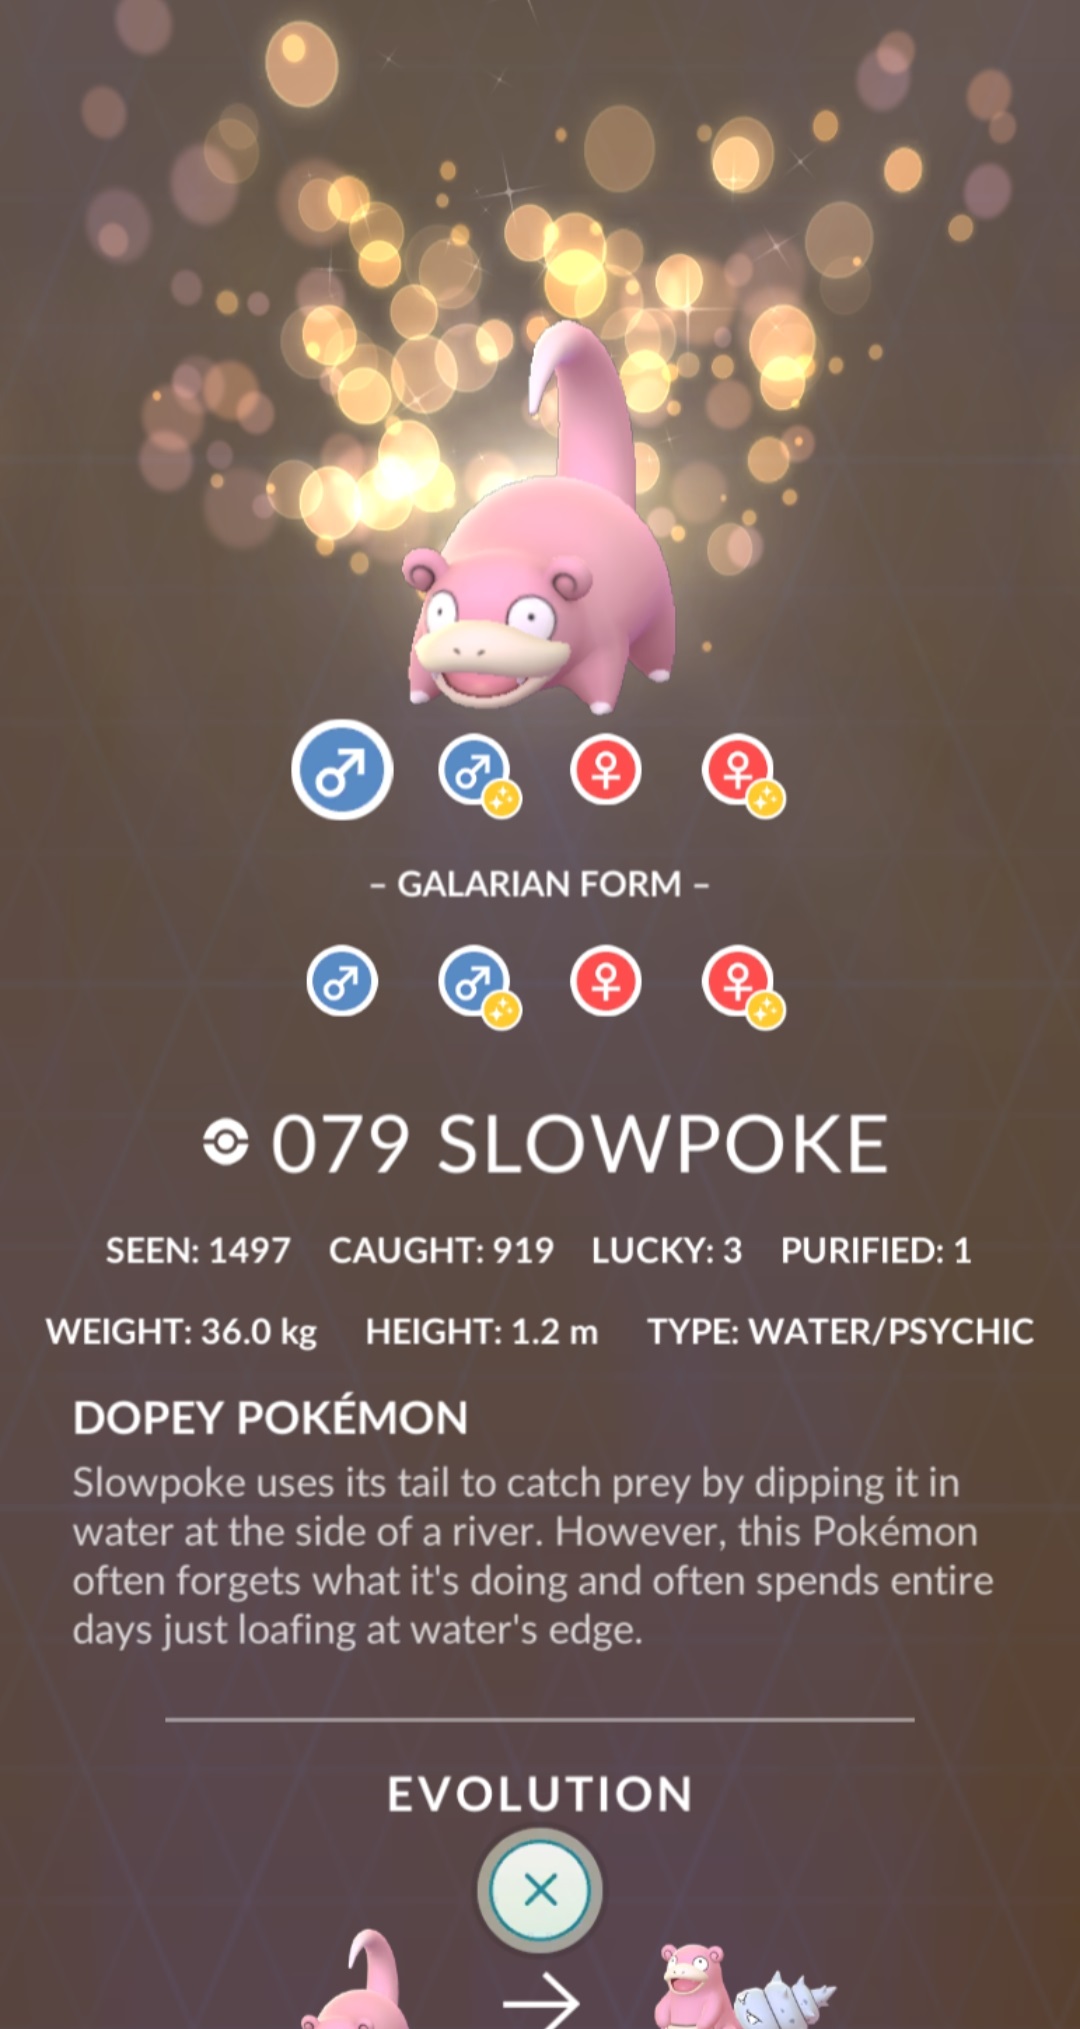 – GALARIAN FORM –
079 SLOWPOKE
SEEN: 1497 CAUGHT: 919 LUCKY: 3 PURIFIED: 1
WEIGHT: 36.0 kg HEIGHT: 1.2 m TYPE: WATER/PSYCHIC
DOPEY POKÉMON
Slowpoke uses its tail to catch prey by dipping it in
water at the side of a river. However, this Pokémon
often forgets what it's doing and often spends entire
days just loafing at water's edge.
EVOLUTION